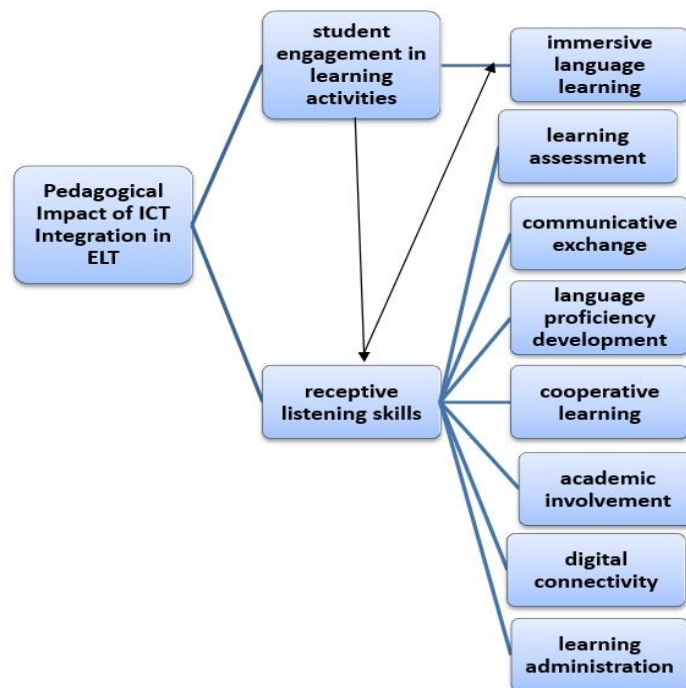 Pedagogical
Impact of ICT
Integration in
ELT
student
engagement in
learning
activities
immersive
language
learning
receptive
listening skills
learning
assessment
communicative
exchange
language
proficiency
development
cooperative
learning
academic
involvement
digital
connectivity
learning
administration